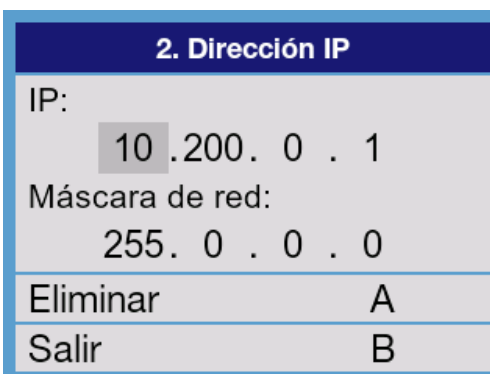 2. Dirección IP
IP:
10 .200. 0 . 1
Máscara de red:
255. 0 . 0 . 0
Eliminar A
Salir B